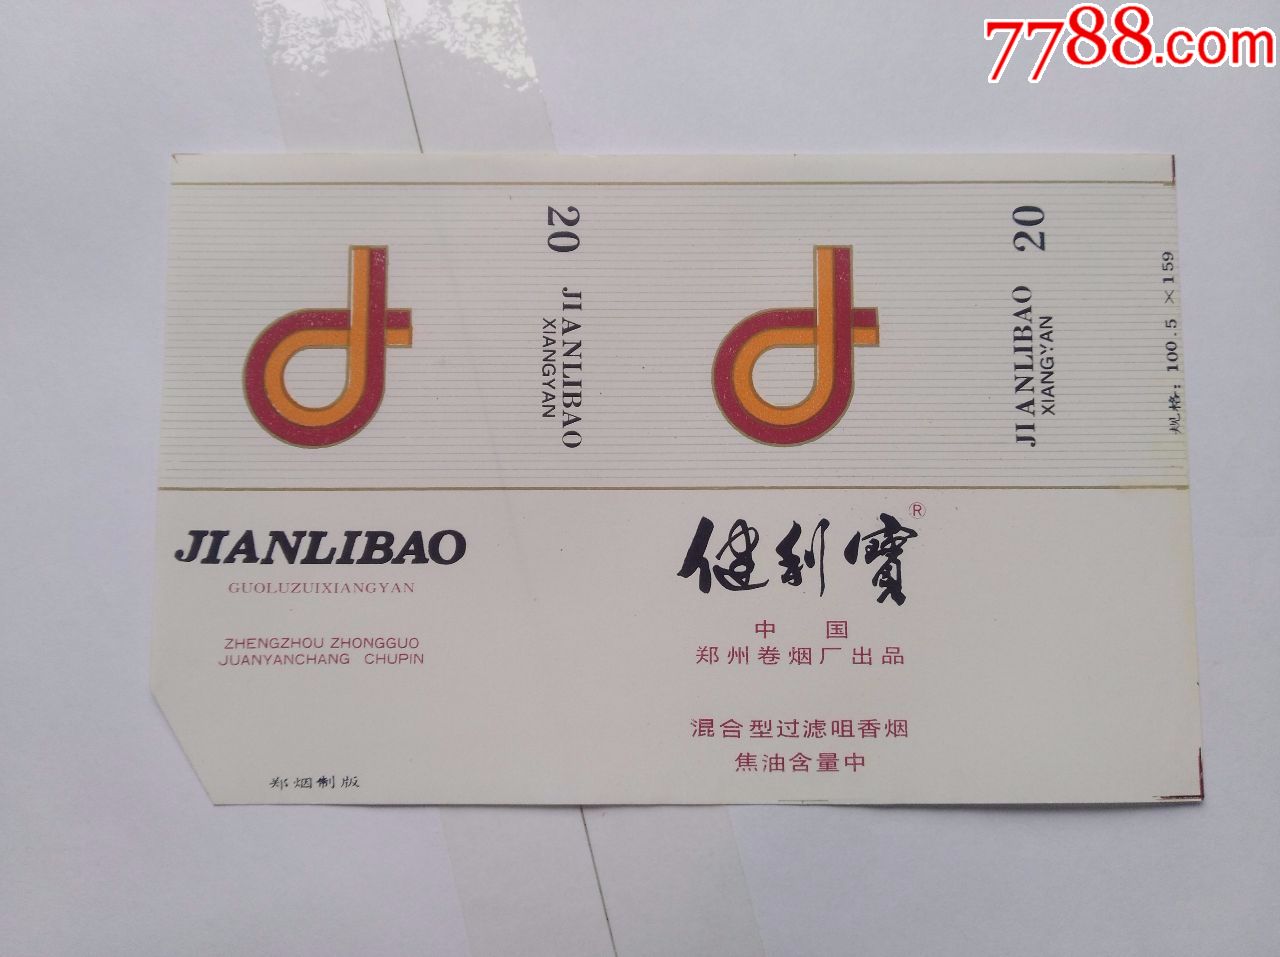 7788.com
20
JIANLIBAO
XIANGYAN
20
JIANLIBAO
XIANGYAN
规格：100.5 ×159
JIANLIBAO
GUOLUZUIXIANGYAN
ZHENGZHOU ZHONGGUO
JUANYANCHANG CHUPIN
郑烟制版
健利寶®
中 国
郑州卷烟厂出品
混合型过滤咀香烟
焦油含量中